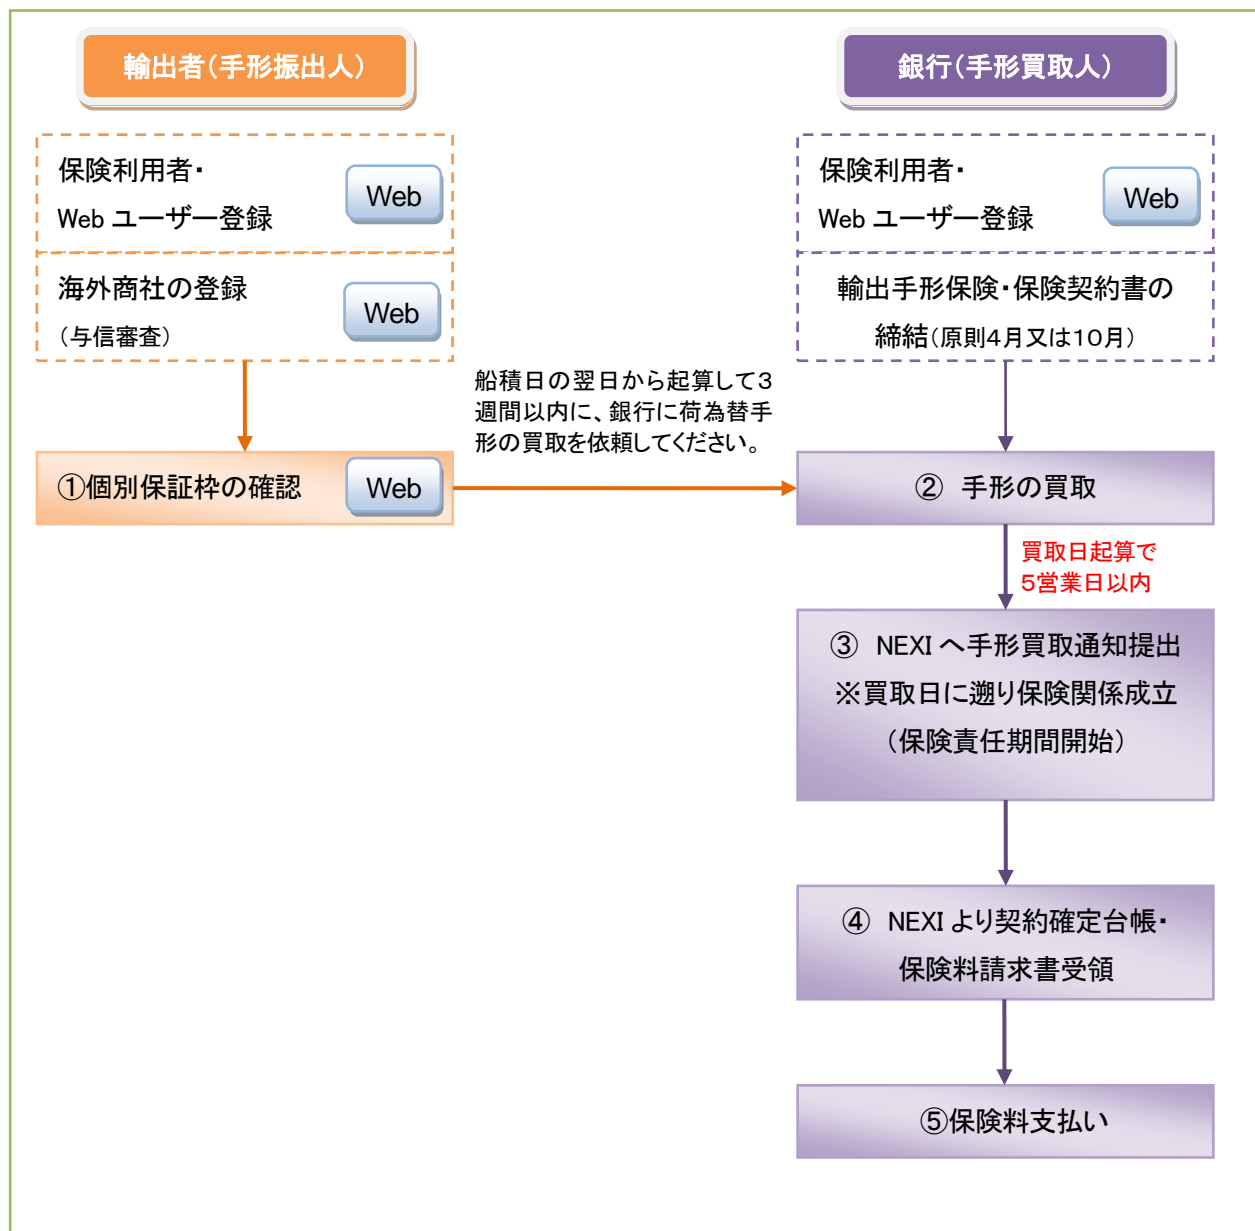 輸出者(手形振出人)
銀行(手形買取人)
保険利用者・
Web ユーザー登録
Web
海外商社の登録
(与信審査)
Web
保険利用者・
Web ユーザー登録
Web
輸出手形保険・保険契約書の
締結(原則4月又は10月)
船積日の翌日から起算して3
週間以内に、銀行に荷為替手
形の買取を依頼してください。
①個別保証枠の確認
Web
② 手形の買取
買取日起算で
5営業日以内
③ NEXI へ手形買取通知提出
※買取日に遡り保険関係成立
(保険責任期間開始)
④ NEXI より契約確定台帳・
保険料請求書受領
⑤保険料支払い